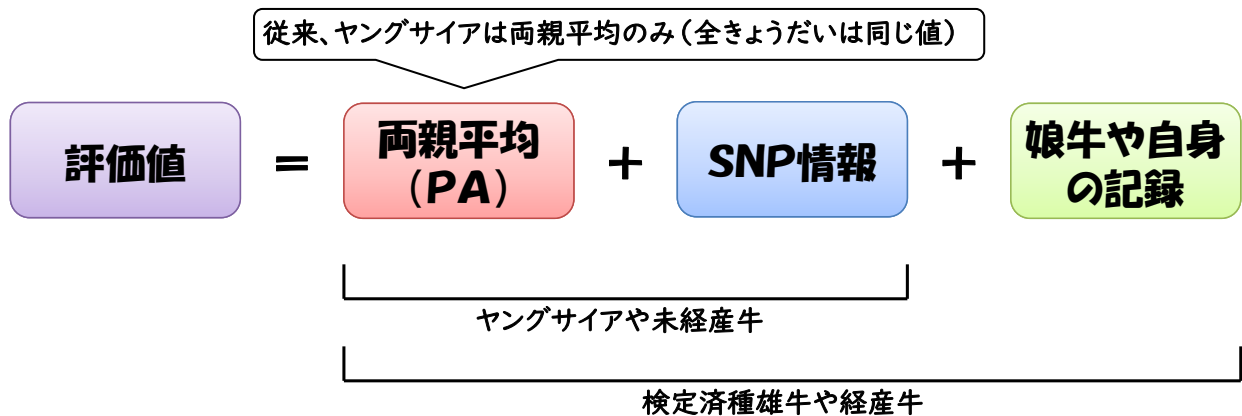 従来、ヤングサイアは両親平均のみ（全きょうだいは同じ値）
評価値 ＝ 両親平均 ＋ SNP情報 ＋ 娘牛や自身
（PA） の記録
ヤングサイアや未経産牛
検定済種雄牛や経産牛